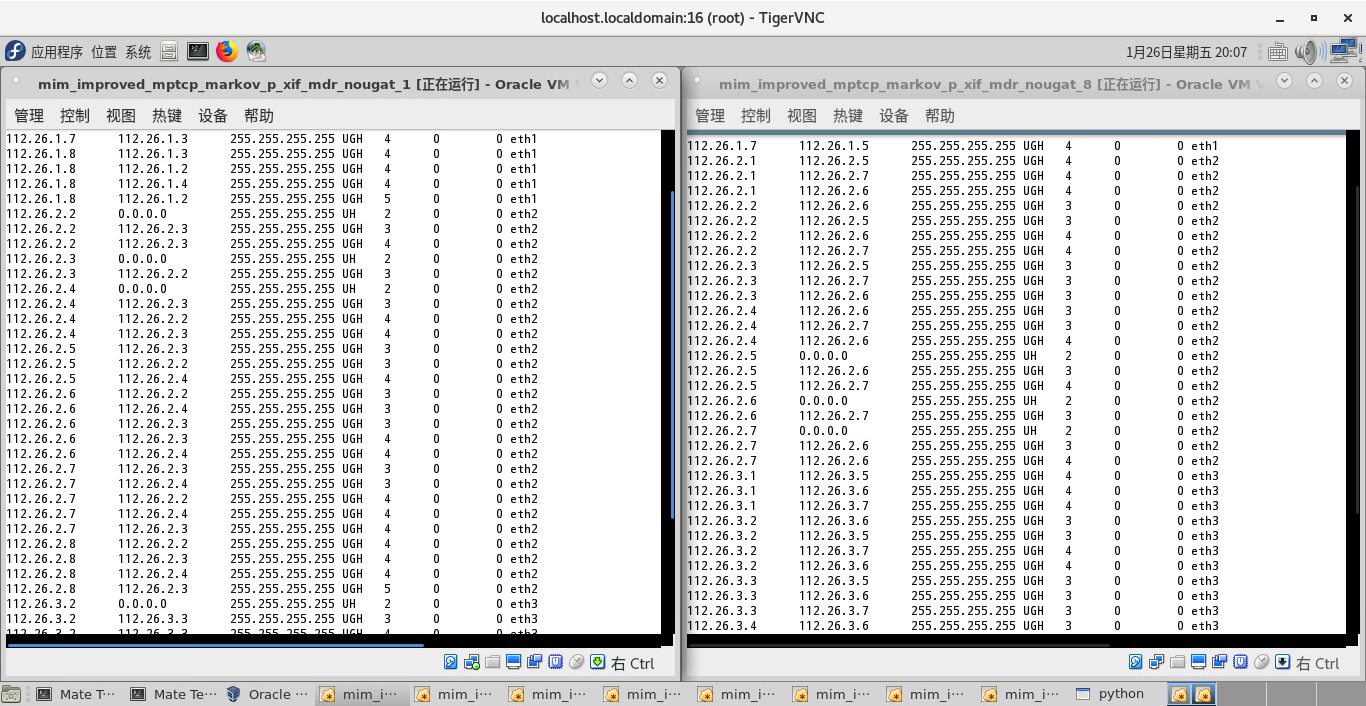 localhost.localdomain:16 (root) - TigerVNC
应用程序 位置 系统
1月26日星期五 20:07
mim_improved_mptcp_markov_p_xif_mdr_nougat_1 [正在运行] - Oracle VM
管理 控制 视图 热键 设备 帮助
112.26.1.7 112.26.1.3 255.255.255.255 UGH 4 0 0 eth1
112.26.1.8 112.26.1.3 255.255.255.255 UGH 4 0 0 eth1
112.26.1.8 112.26.1.2 255.255.255.255 UGH 4 0 0 eth1
112.26.1.8 112.26.1.4 255.255.255.255 UGH 4 0 0 eth1
112.26.1.8 112.26.1.2 255.255.255.255 UGH 5 0 0 eth1
112.26.2.2 0.0.0.0 255.255.255.255 UH 2 0 0 eth2
112.26.2.2 112.26.2.3 255.255.255.255 UGH 3 0 0 eth2
112.26.2.2 112.26.2.3 255.255.255.255 UGH 4 0 0 eth2
112.26.2.3 0.0.0.0 255.255.255.255 UH 2 0 0 eth2
112.26.2.3 112.26.2.2 255.255.255.255 UGH 3 0 0 eth2
112.26.2.4 0.0.0.0 255.255.255.255 UH 2 0 0 eth2
112.26.2.4 112.26.2.3 255.255.255.255 UGH 3 0 0 eth2
112.26.2.4 112.26.2.2 255.255.255.255 UGH 4 0 0 eth2
112.26.2.4 112.26.2.3 255.255.255.255 UGH 4 0 0 eth2
112.26.2.5 112.26.2.3 255.255.255.255 UGH 3 0 0 eth2
112.26.2.5 112.26.2.2 255.255.255.255 UGH 3 0 0 eth2
112.26.2.5 112.26.2.4 255.255.255.255 UGH 4 0 0 eth2
112.26.2.6 112.26.2.2 255.255.255.255 UGH 3 0 0 eth2
112.26.2.6 112.26.2.4 255.255.255.255 UGH 3 0 0 eth2
112.26.2.6 112.26.2.3 255.255.255.255 UGH 3 0 0 eth2
112.26.2.6 112.26.2.3 255.255.255.255 UGH 4 0 0 eth2
112.26.2.6 112.26.2.4 255.255.255.255 UGH 4 0 0 eth2
112.26.2.7 112.26.2.3 255.255.255.255 UGH 3 0 0 eth2
112.26.2.7 112.26.2.4 255.255.255.255 UGH 3 0 0 eth2
112.26.2.7 112.26.2.2 255.255.255.255 UGH 4 0 0 eth2
112.26.2.7 112.26.2.4 255.255.255.255 UGH 4 0 0 eth2
112.26.2.7 112.26.2.3 255.255.255.255 UGH 4 0 0 eth2
112.26.2.8 112.26.2.2 255.255.255.255 UGH 4 0 0 eth2
112.26.2.8 112.26.2.3 255.255.255.255 UGH 4 0 0 eth2
112.26.2.8 112.26.2.4 255.255.255.255 UGH 4 0 0 eth2
112.26.2.8 112.26.2.3 255.255.255.255 UGH 5 0 0 eth2
112.26.3.2 0.0.0.0 255.255.255.255 UH 2 0 0 eth3
112.26.3.2 112.26.3.3 255.255.255.255 UGH 3 0 0 eth3
112.26.3.2 112.26.3.3 255.255.255.255 UGH 4 0 0 eth3
右 Ctrl
mim_improved_mptcp_markov_p_xif_mdr_nougat_8 [正在运行] - Oracle VM
管理 控制 视图 热键 设备 帮助
112.26.1.7 112.26.1.5 255.255.255.255 UGH 4 0 0 eth1
112.26.2.1 112.26.2.5 255.255.255.255 UGH 4 0 0 eth2
112.26.2.1 112.26.2.7 255.255.255.255 UGH 4 0 0 eth2
112.26.2.1 112.26.2.6 255.255.255.255 UGH 4 0 0 eth2
112.26.2.2 112.26.2.6 255.255.255.255 UGH 3 0 0 eth2
112.26.2.2 112.26.2.5 255.255.255.255 UGH 3 0 0 eth2
112.26.2.2 112.26.2.6 255.255.255.255 UGH 4 0 0 eth2
112.26.2.2 112.26.2.7 255.255.255.255 UGH 4 0 0 eth2
112.26.2.3 112.26.2.5 255.255.255.255 UGH 3 0 0 eth2
112.26.2.3 112.26.2.7 255.255.255.255 UGH 3 0 0 eth2
112.26.2.3 112.26.2.6 255.255.255.255 UGH 3 0 0 eth2
112.26.2.4 112.26.2.6 255.255.255.255 UGH 3 0 0 eth2
112.26.2.4 112.26.2.7 255.255.255.255 UGH 3 0 0 eth2
112.26.2.4 112.26.2.6 255.255.255.255 UGH 4 0 0 eth2
112.26.2.5 0.0.0.0 255.255.255.255 UH 2 0 0 eth2
112.26.2.5 112.26.2.6 255.255.255.255 UGH 3 0 0 eth2
112.26.2.5 112.26.2.7 255.255.255.255 UGH 4 0 0 eth2
112.26.2.6 0.0.0.0 255.255.255.255 UH 2 0 0 eth2
112.26.2.6 112.26.2.7 255.255.255.255 UGH 3 0 0 eth2
112.26.2.7 0.0.0.0 255.255.255.255 UH 2 0 0 eth2
112.26.2.7 112.26.2.6 255.255.255.255 UGH 3 0 0 eth2
112.26.2.7 112.26.2.6 255.255.255.255 UGH 4 0 0 eth2
112.26.3.1 112.26.3.5 255.255.255.255 UGH 4 0 0 eth3
112.26.3.1 112.26.3.6 255.255.255.255 UGH 4 0 0 eth3
112.26.3.1 112.26.3.7 255.255.255.255 UGH 4 0 0 eth3
112.26.3.2 112.26.3.6 255.255.255.255 UGH 3 0 0 eth3
112.26.3.2 112.26.3.5 255.255.255.255 UGH 3 0 0 eth3
112.26.3.2 112.26.3.7 255.255.255.255 UGH 4 0 0 eth3
112.26.3.2 112.26.3.6 255.255.255.255 UGH 4 0 0 eth3
112.26.3.3 112.26.3.5 255.255.255.255 UGH 3 0 0 eth3
112.26.3.3 112.26.3.6 255.255.255.255 UGH 3 0 0 eth3
112.26.3.3 112.26.3.7 255.255.255.255 UGH 3 0 0 eth3
112.26.3.4 112.26.3.6 255.255.255.255 UGH 3 0 0 eth3
右 Ctrl
Mate T··· Mate Te··· Oracle ··· mim_i··· mim_i··· mim_i··· mim_i··· mim_i··· mim_i··· mim_i··· mim_i··· python